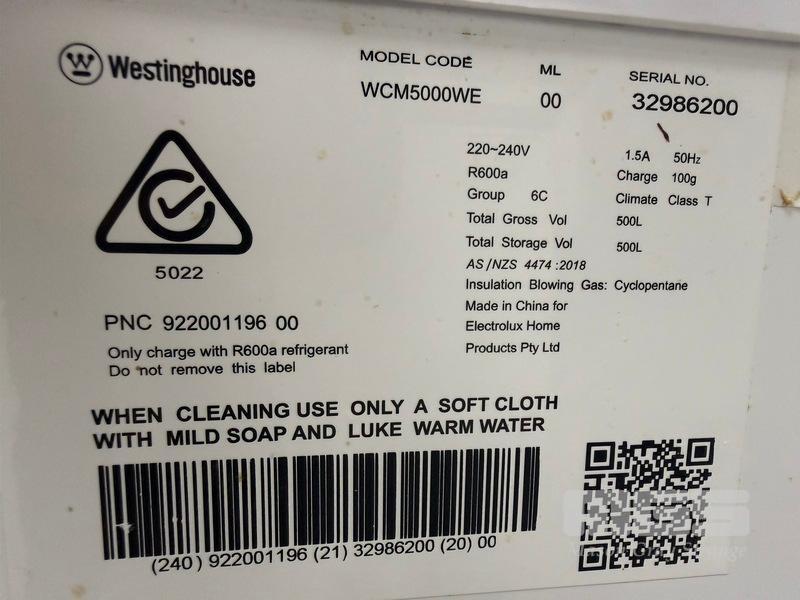 Westinghouse
MODEL CODE ML SERIAL NO.
WCM5000WE 00 32986200
220~240V 1.5A 50Hz
R600a Charge 100g
Group 6C Climate Class T
Total Gross Vol 500L
Total Storage Vol 500L
AS/NZS 4474:2018
Insulation Blowing Gas: Cyclopentane
Made in China for
Electrolux Home
Products Pty Ltd
5022
PNC 922001196 00
Only charge with R600a refrigerant
Do not remove this label
WHEN CLEANING USE ONLY A SOFT CLOTH
WITH MILD SOAP AND LUKE WARM WATER
(240) 922001196 (21) 32986200 (20) 00